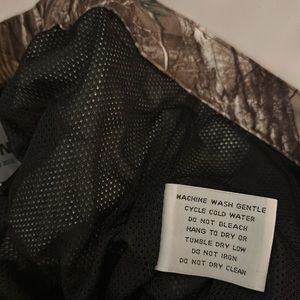 MACHINE WASH GENTLE
CYCLE COLD WATER
DO NOT BLEACH
HANG TO DRY OR
TUMBLE DRY LOW
DO NOT IRON
DO NOT DRY CLEAN